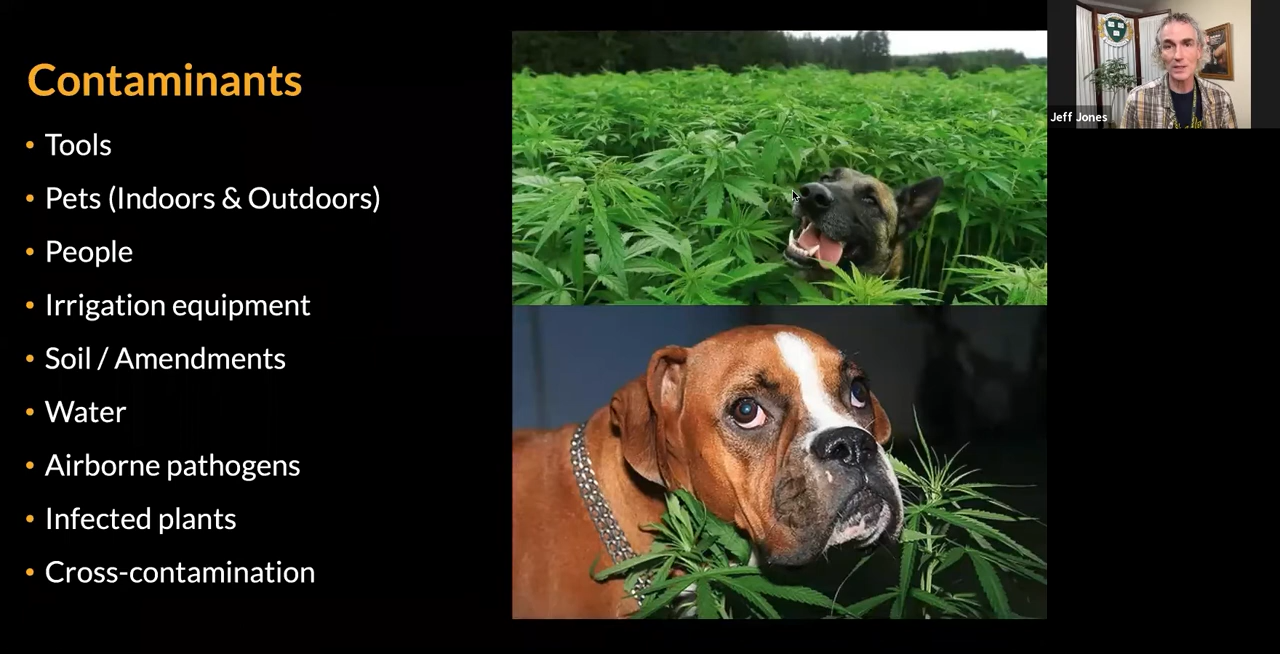 Contaminants
• Tools
• Pets (Indoors & Outdoors)
• People
• Irrigation equipment
• Soil / Amendments
• Water
• Airborne pathogens
• Infected plants
• Cross-contamination
Jeff Jones